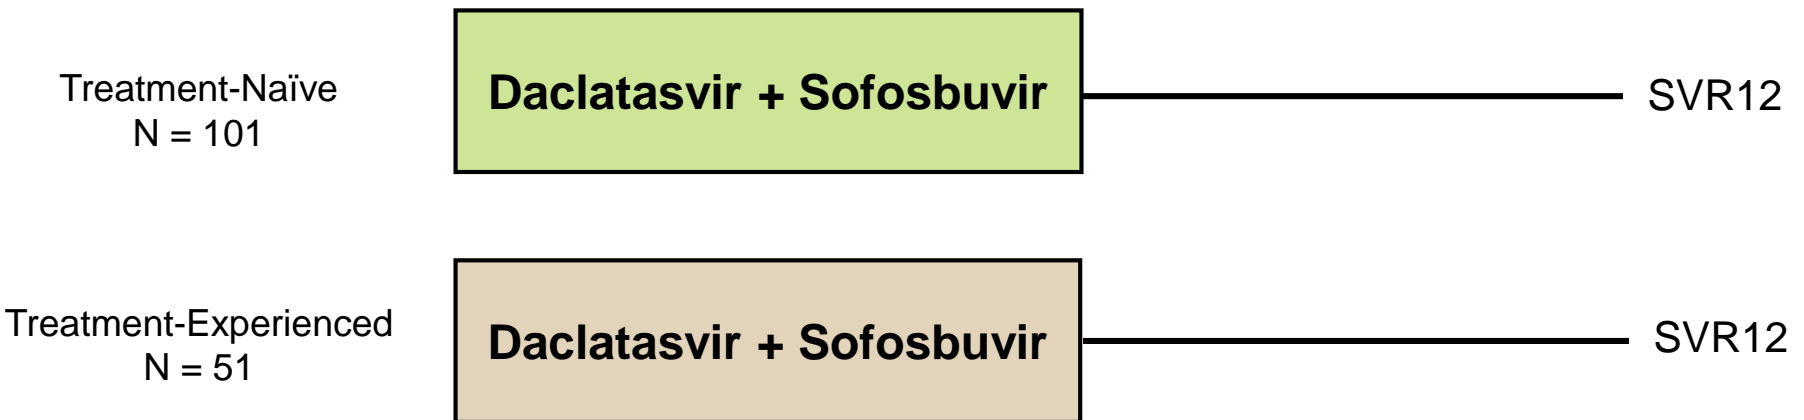 Treatment-Naïve
N = 101
Daclatasvir + Sofosbuvir
SVR12
Treatment-Experienced
N = 51
Daclatasvir + Sofosbuvir
SVR12